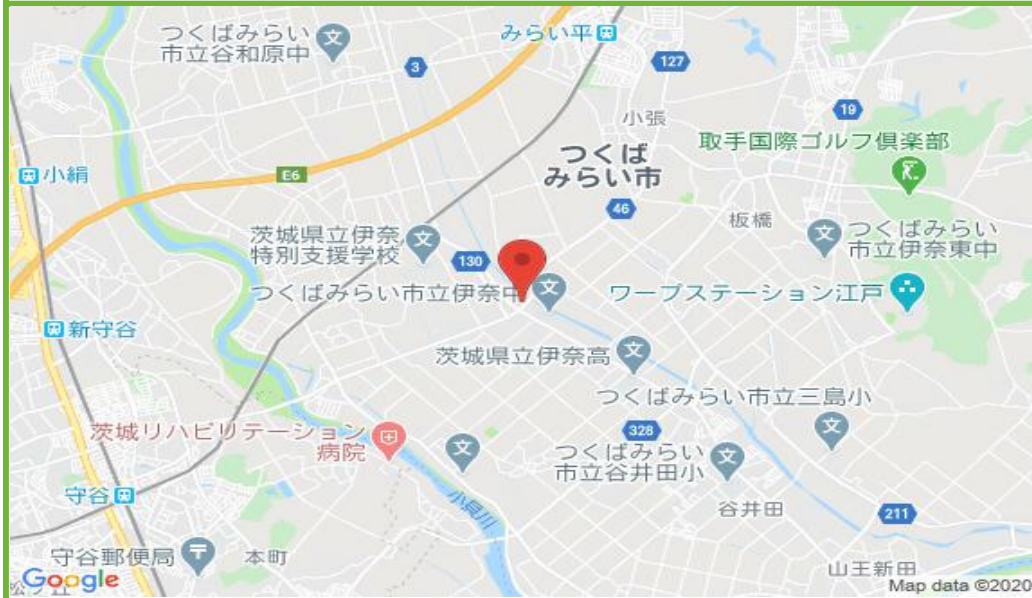 つくばみらい
市立谷和原中
みらい平
3
127
19
小張
取手国際ゴルフ倶楽部
つくば
みらい市
小絹
E6
46
板橋
つくばみらい
市立伊奈東中
茨城県立伊奈
特別支援学校
130
つくばみらい市立伊奈中
ワープステーション江戸
新守谷
茨城県立伊奈高
つくばみらい市立三島小
328
茨城リハビリテーション
病院
つくばみらい
市立谷井田小
守谷
小貝川
谷井田
211
守谷郵便局
本町
山王新田
Google
Map data ©2020